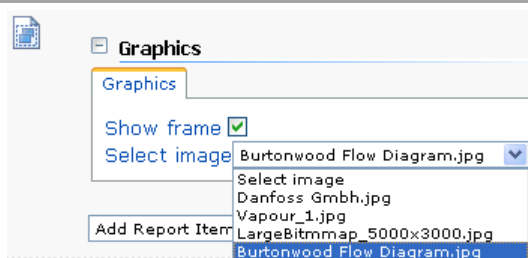 Graphics
Graphics
Show frame
Select image Burtonwood Flow Diagram.jpg
Select image
Danfoss Gmbh.jpg
Vapour_1.jpg
Add Report Item LargeBitmmap_5000x3000.jpg
Burtonwood Flow Diagram.jpg